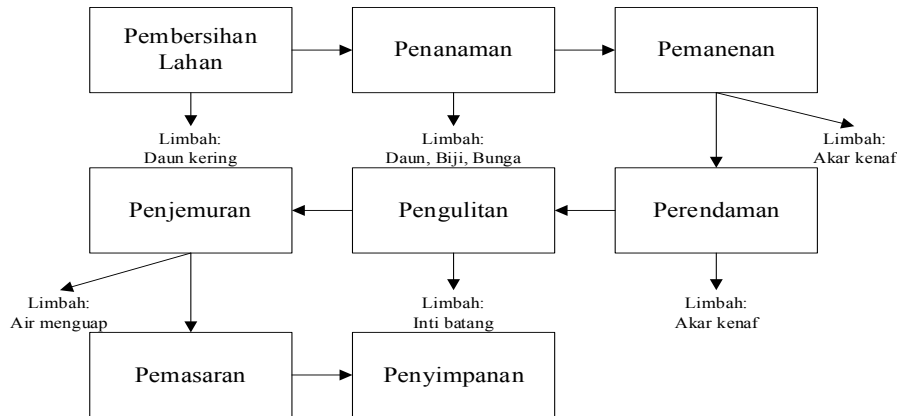 Pembersihan
Lahan
Penanaman
Pemanenan
Limbah:
Daun kering
Limbah:
Daun, Biji, Bunga
Limbah:
Akar kenaf
Penjemuran
Pengulitan
Perendaman
Limbah:
Air menguap
Limbah:
Inti batang
Limbah:
Akar kenaf
Pemasaran
Penyimpanan